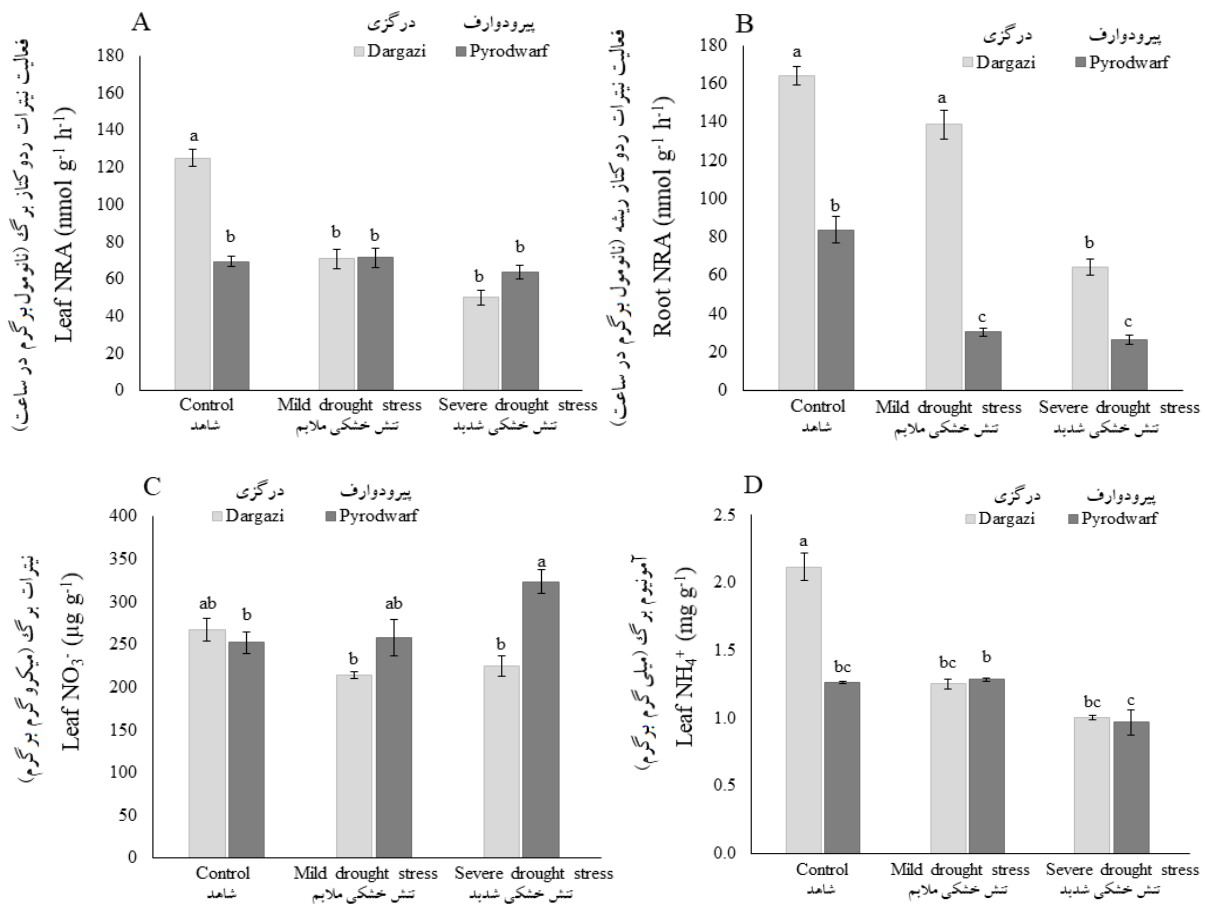 A
درگزی پیرودوارف
Dargazi Pyrodwarf
فعالیت نیترات ردوکتاز برگ (نانومول برگرم در ساعت)
Leaf NRA (nmol g-1 h-1)
180
160
140
120
100
80
60
40
20
0
a
b
b
b
b
b
Control Mild drought stress Severe drought stress
شاهد تنش خشکی ملایم تنش خشکی شدید
B
درگزی پیرودوارف
Dargazi Pyrodwarf
فعالیت نیترات ردوکتاز ریشه (نانومول برگرم در ساعت)
Root NRA (nmol g-1 h-1)
180
160
140
120
100
80
60
40
20
0
a
b
a
c
b
c
Control Mild drought stress Severe drought stress
شاهد تنش خشکی ملایم تنش خشکی شدید
C
درگزی پیرودوارف
Dargazi Pyrodwarf
نیترات برگ (میکروگرم برگرم)
Leaf NO3- (µg g-1)
400
350
300
250
200
150
100
50
0
ab
b
b
ab
b
a
Control Mild drought stress Severe drought stress
شاهد تنش خشکی ملایم تنش خشکی شدید
D
درگزی پیرودوارف
Dargazi Pyrodwarf
آمونیوم برگ (میلی گرم برگرم)
Leaf NH4+ (mg g-1)
2.5
2.0
1.5
1.0
0.5
0.0
a
bc
bc
b
bc
c
Control Mild drought stress Severe drought stress
شاهد تنش خشکی ملایم تنش خشکی شدید